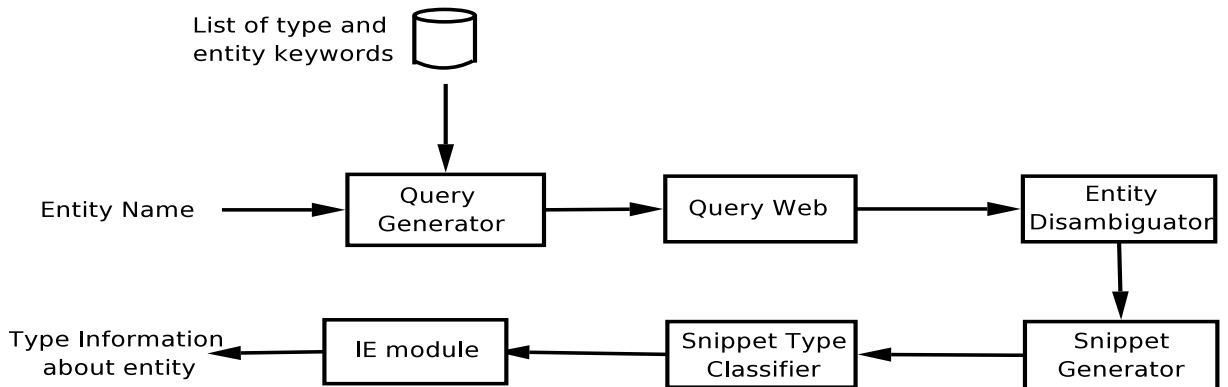 List of type and
entity keywords
Entity Name
Query
Generator
Query Web
Entity
Disambiguator
Type Information
about entity
IE module
Snippet Type
Classifier
Snippet
Generator